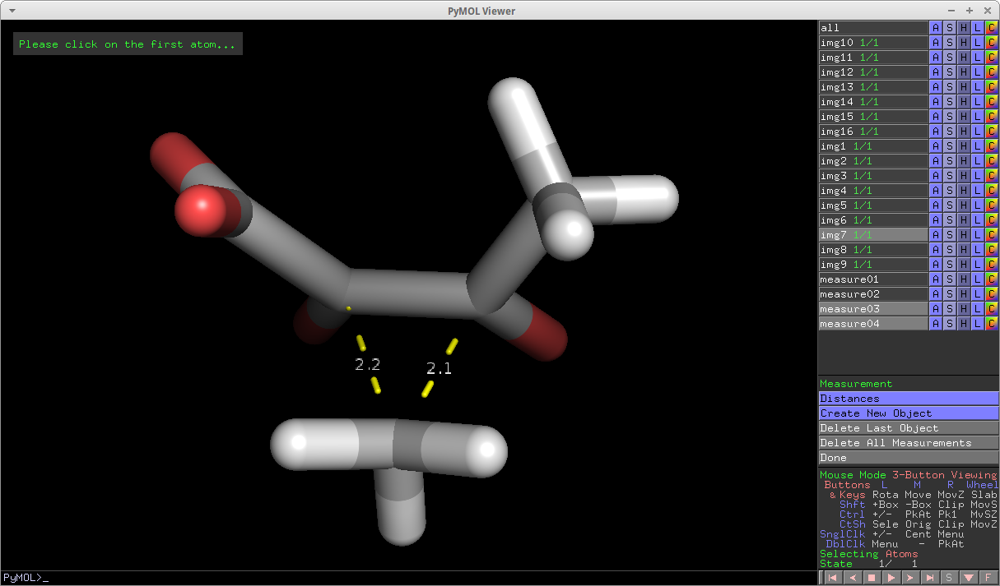 PyMOL Viewer
Please click on the first atom...
2.2
2.1
all A S H L C
img10 1/1 A S H L C
img11 1/1 A S H L C
img12 1/1 A S H L C
img13 1/1 A S H L C
img14 1/1 A S H L C
img15 1/1 A S H L C
img16 1/1 A S H L C
img1 1/1 A S H L C
img2 1/1 A S H L C
img3 1/1 A S H L C
img4 1/1 A S H L C
img5 1/1 A S H L C
img6 1/1 A S H L C
img7 1/1 A S H L C
img8 1/1 A S H L C
img9 1/1 A S H L C
measure01 A S H L C
measure02 A S H L C
measure03 A S H L C
measure04 A S H L C
Measurement
Distances
Create New Object
Delete Last Object
Delete All Measurements
Done
Mouse Mode 3-Button Viewing
Buttons L M R Wheel
& Keys Rota Move MovZ Slab
Shft +Box -Box Clip MovS
Ctrl +/- PkAt Pk1 MvSZ
CtSh Sele Orig Clip MovZ
SnglClk +/- Cent Menu
DblClk Menu - PkAt
Selecting Atoms
State 1/ 1
S F
PyMOL>_